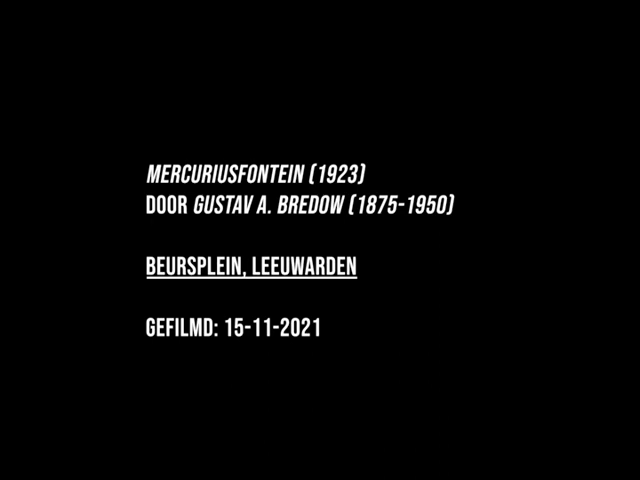 MERCURIUSFONTEIN (1923)
DOOR GUSTAV A. BREDOW (1875-1950)
BEURSPLEIN, LEEUWARDEN
GEFILMD: 15-11-2021